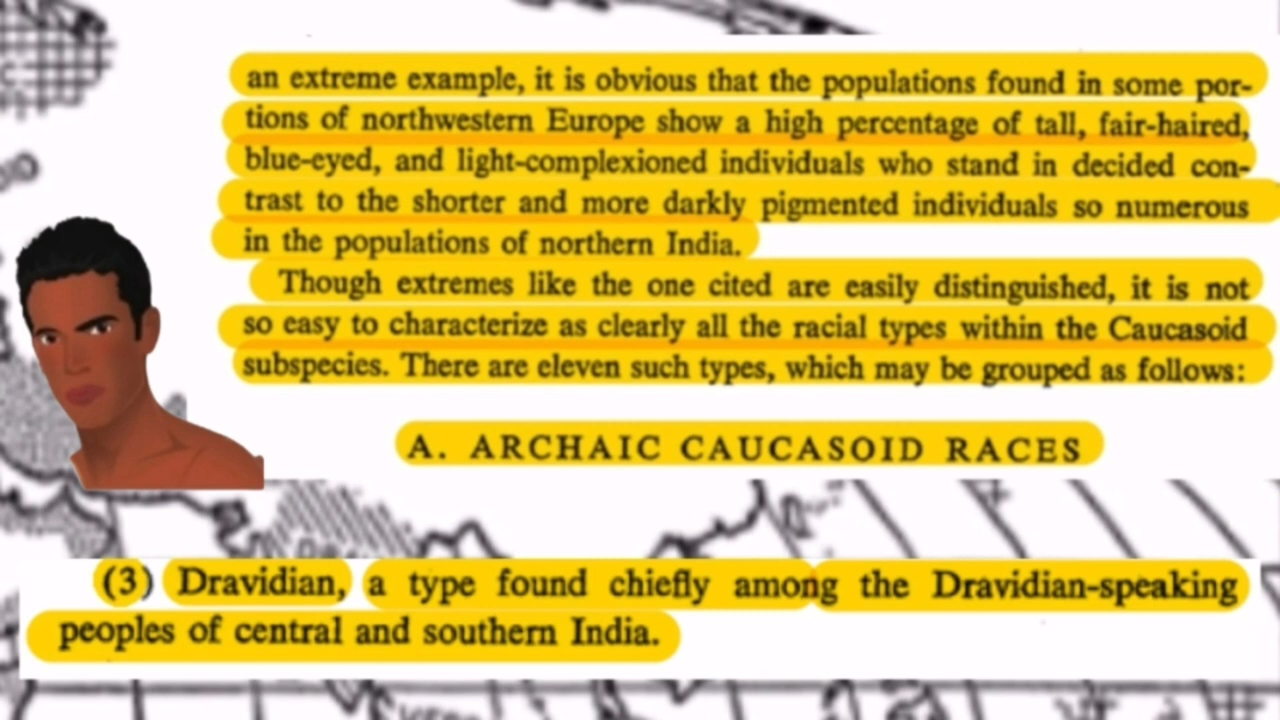 an extreme example, it is obvious that the populations found in some por-
tions of northwestern Europe show a high percentage of tall, fair-haired,
blue-eyed, and light-complexioned individuals who stand in decided con-
trast to the shorter and more darkly pigmented individuals so numerous
in the populations of northern India.
Though extremes like the one cited are easily distinguished, it is not
so easy to characterize as clearly all the racial types within the Caucasoid
subspecies. There are eleven such types, which may be grouped as follows:
A. ARCHAIC CAUCASOID RACES
(3) Dravidian, a type found chiefly among the Dravidian-speaking
peoples of central and southern India.